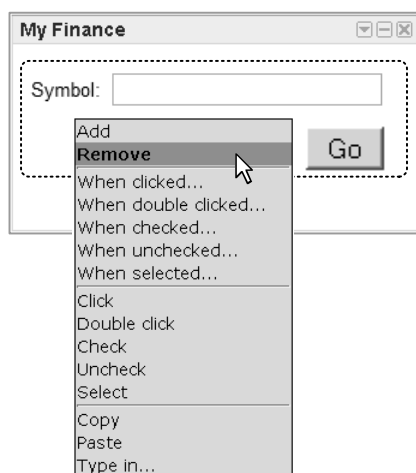 My Finance
Symbol:
Go
Add
Remove
When clicked...
When double clicked...
When checked...
When unchecked...
When selected...
Click
Double click
Check
Uncheck
Select
Copy
Paste
Type in...